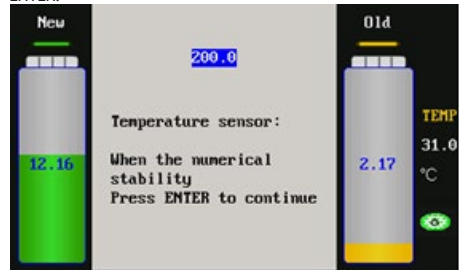 ENTER.
New
Old
200.0
Temperature sensor:
TEMP
31.0
℃
12.16
When the numerical
stability
2.17
Press ENTER to continue